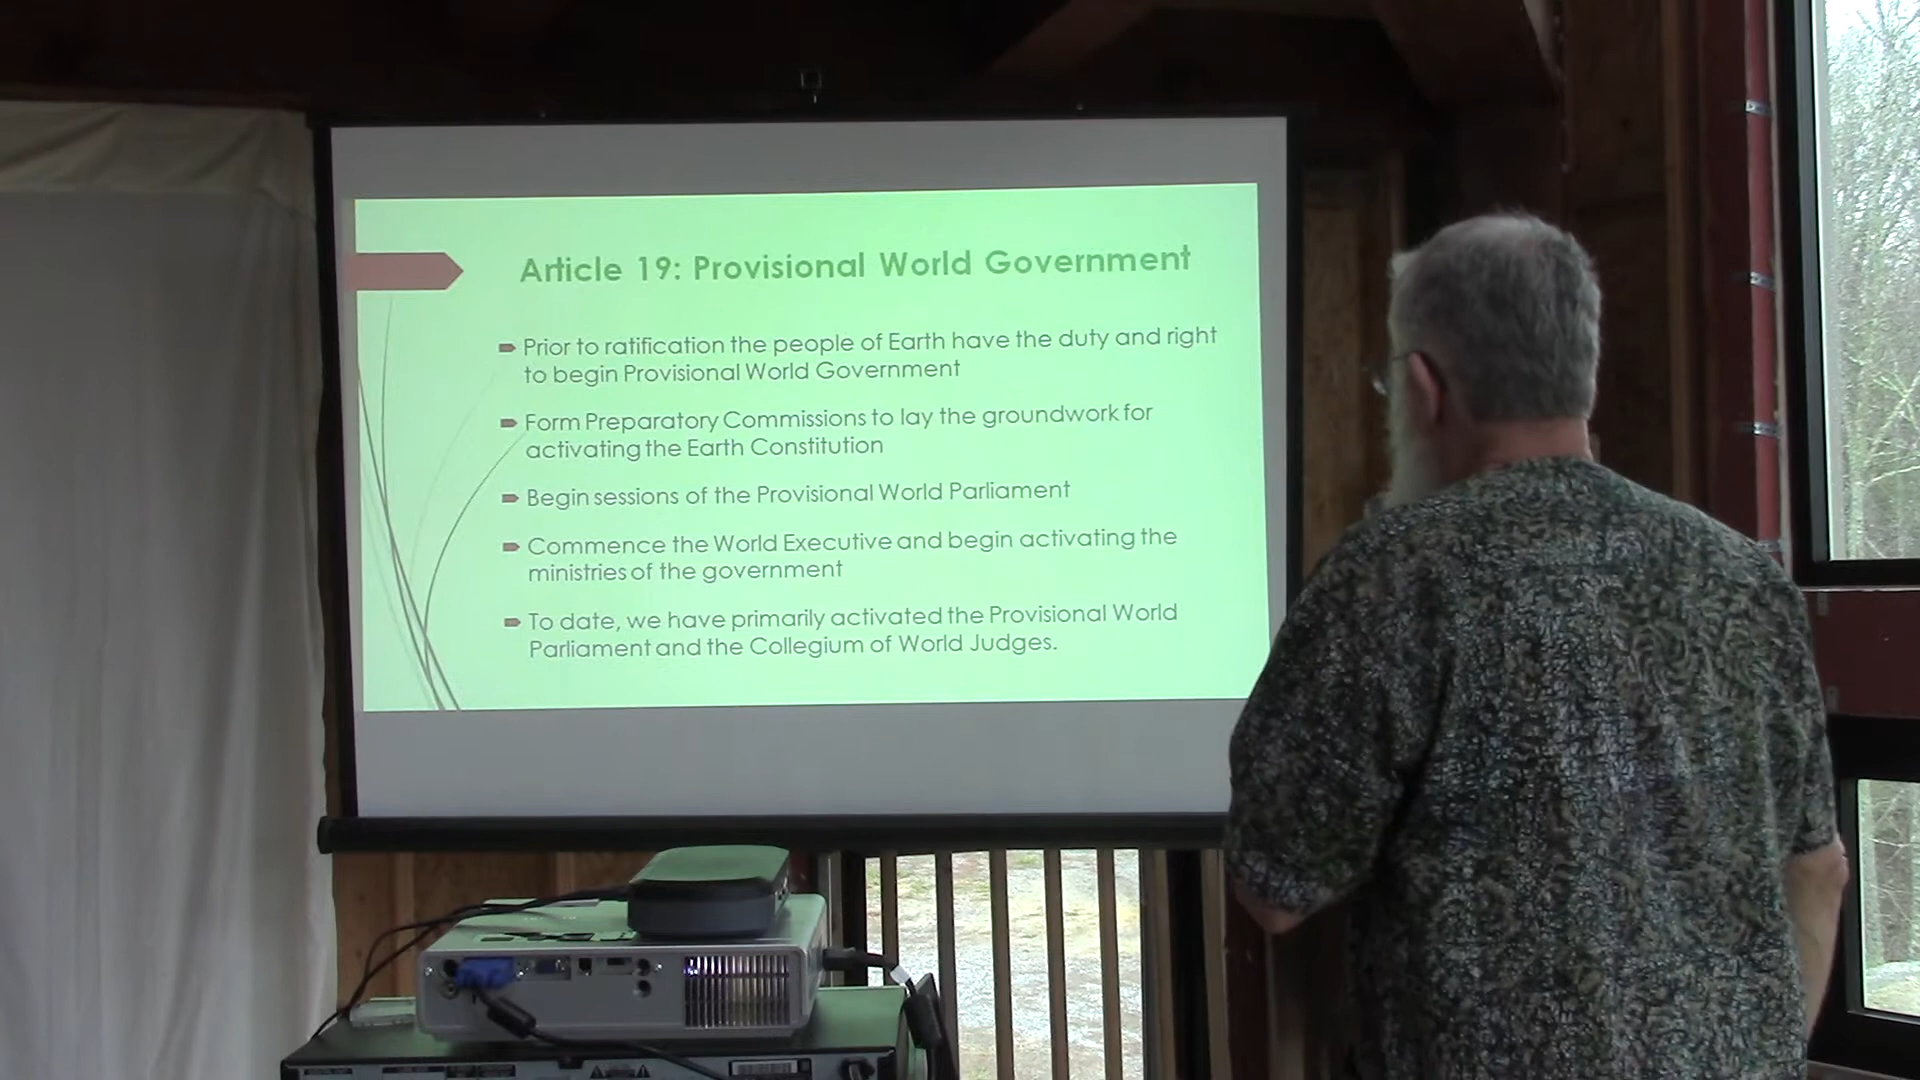 Article 19: Provisional World Government
Prior to ratification the people of Earth have the duty and right
to begin Provisional World Government
Form Preparatory Commissions to lay the groundwork for
activating the Earth Constitution
Begin sessions of the Provisional World Parliament
Commence the World Executive and begin activating the
ministries of the government
To date, we have primarily activated the Provisional World
Parliament and the Collegium of World Judges.